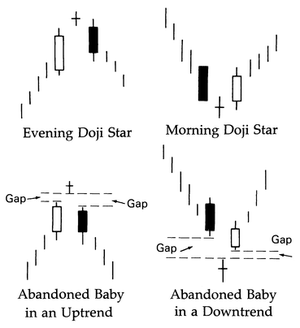 Evening Doji Star
Morning Doji Star
Gap
Gap
Gap
Gap
Abandoned Baby
in an Uptrend
Abandoned Baby
in a Downtrend